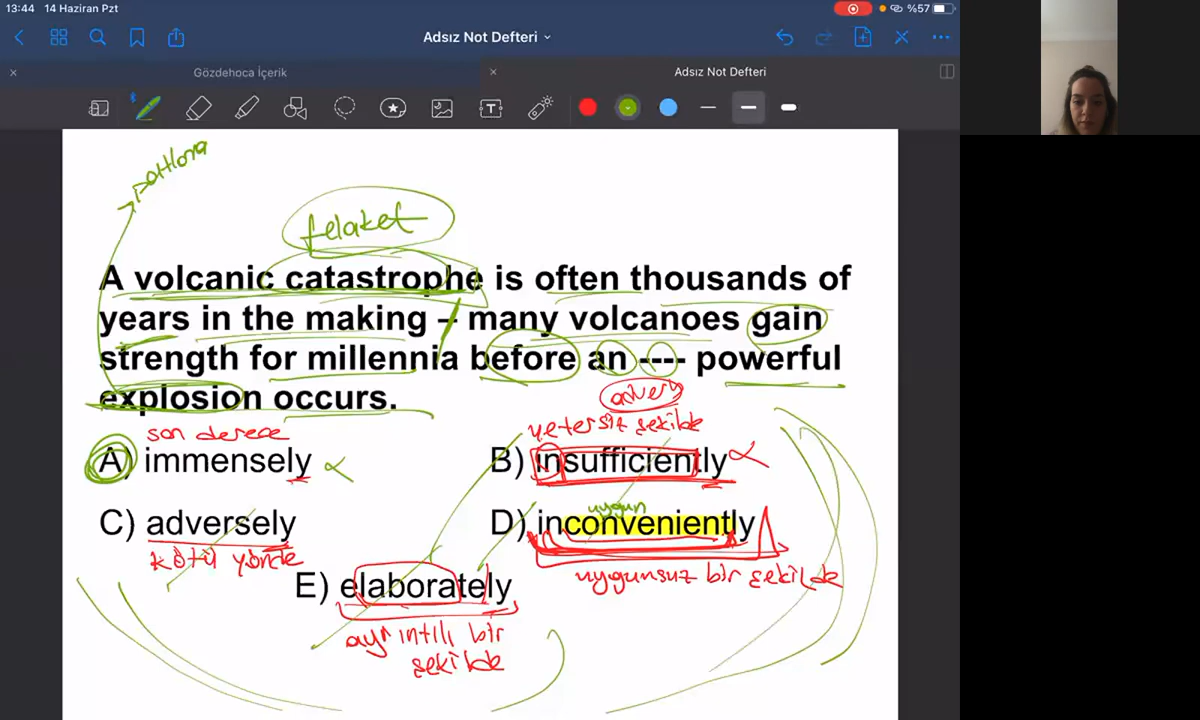 13:44 14 Haziran Pzt
%57
Adsız Not Defteri
Gözdehoca İçerik
Adsız Not Defteri
patlama
felaket
A volcanic catastrophe is often thousands of
years in the making – many volcanoes gain
strength for millennia before an ---- powerful
explosion occurs.
adverb
son derece
yetersiz şekilde
A) immensely
B) insufficiently
uygun
C) adversely
D) inconveniently
kötü yönde
uygunsuz bir şekilde
E) elaborately
ayrıntılı bir
şekilde